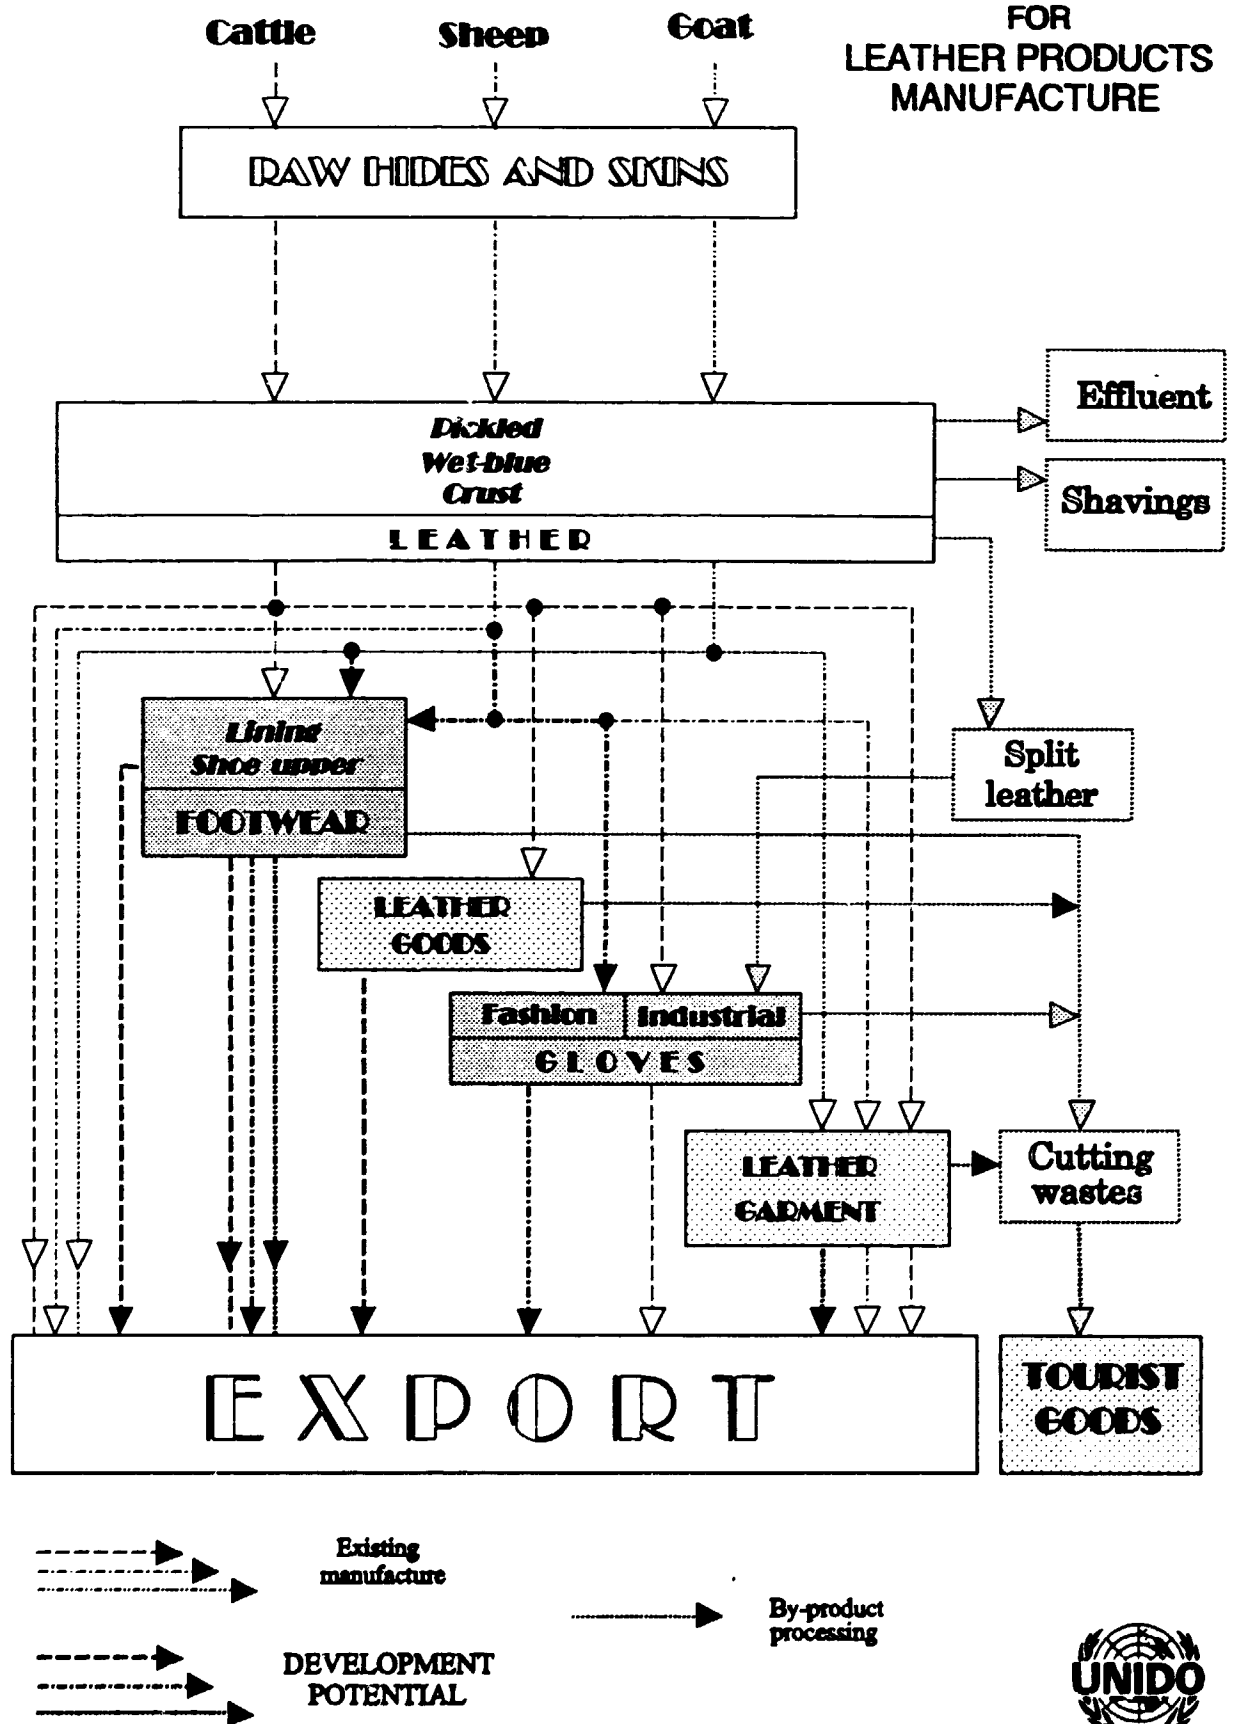 FOR
LEATHER PRODUCTS
MANUFACTURE
Cattle
Sheep
Goat
RAW HIDES AND SKINS
Pickled
Wet-blue
Crust
LEATHER
Effluent
Shavings
Lining
Shoe upper
FOOTWEAR
Split
leather
LEATHER
GOODS
Fashion
Industrial
GLOVES
LEATHER
GARMENT
Cutting
wastes
EXPORT
TOURIST
GOODS
Existing
manufacture
By-product
processing
DEVELOPMENT
POTENTIAL
UNIDO